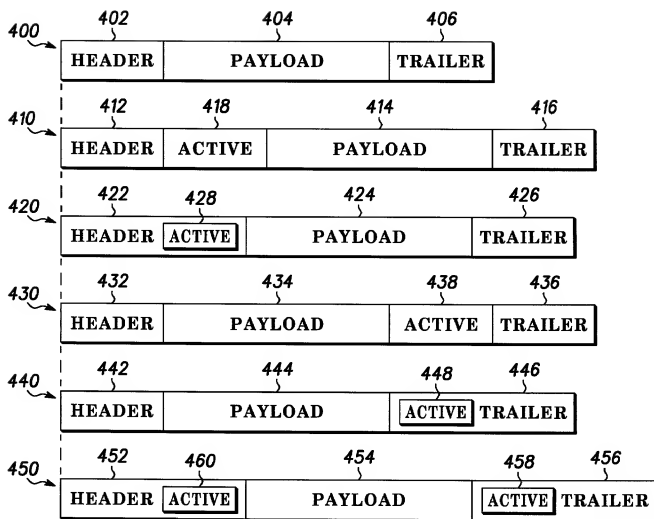 402 404 406
400
HEADER PAYLOAD TRAILER
412 418 414 416
410
HEADER ACTIVE PAYLOAD TRAILER
422 428 424 426
420
HEADER ACTIVE PAYLOAD TRAILER
432 434 438 436
430
HEADER PAYLOAD ACTIVE TRAILER
442 444 448 446
440
HEADER PAYLOAD ACTIVE TRAILER
452 460 454 458 456
450
HEADER ACTIVE PAYLOAD ACTIVE TRAILER